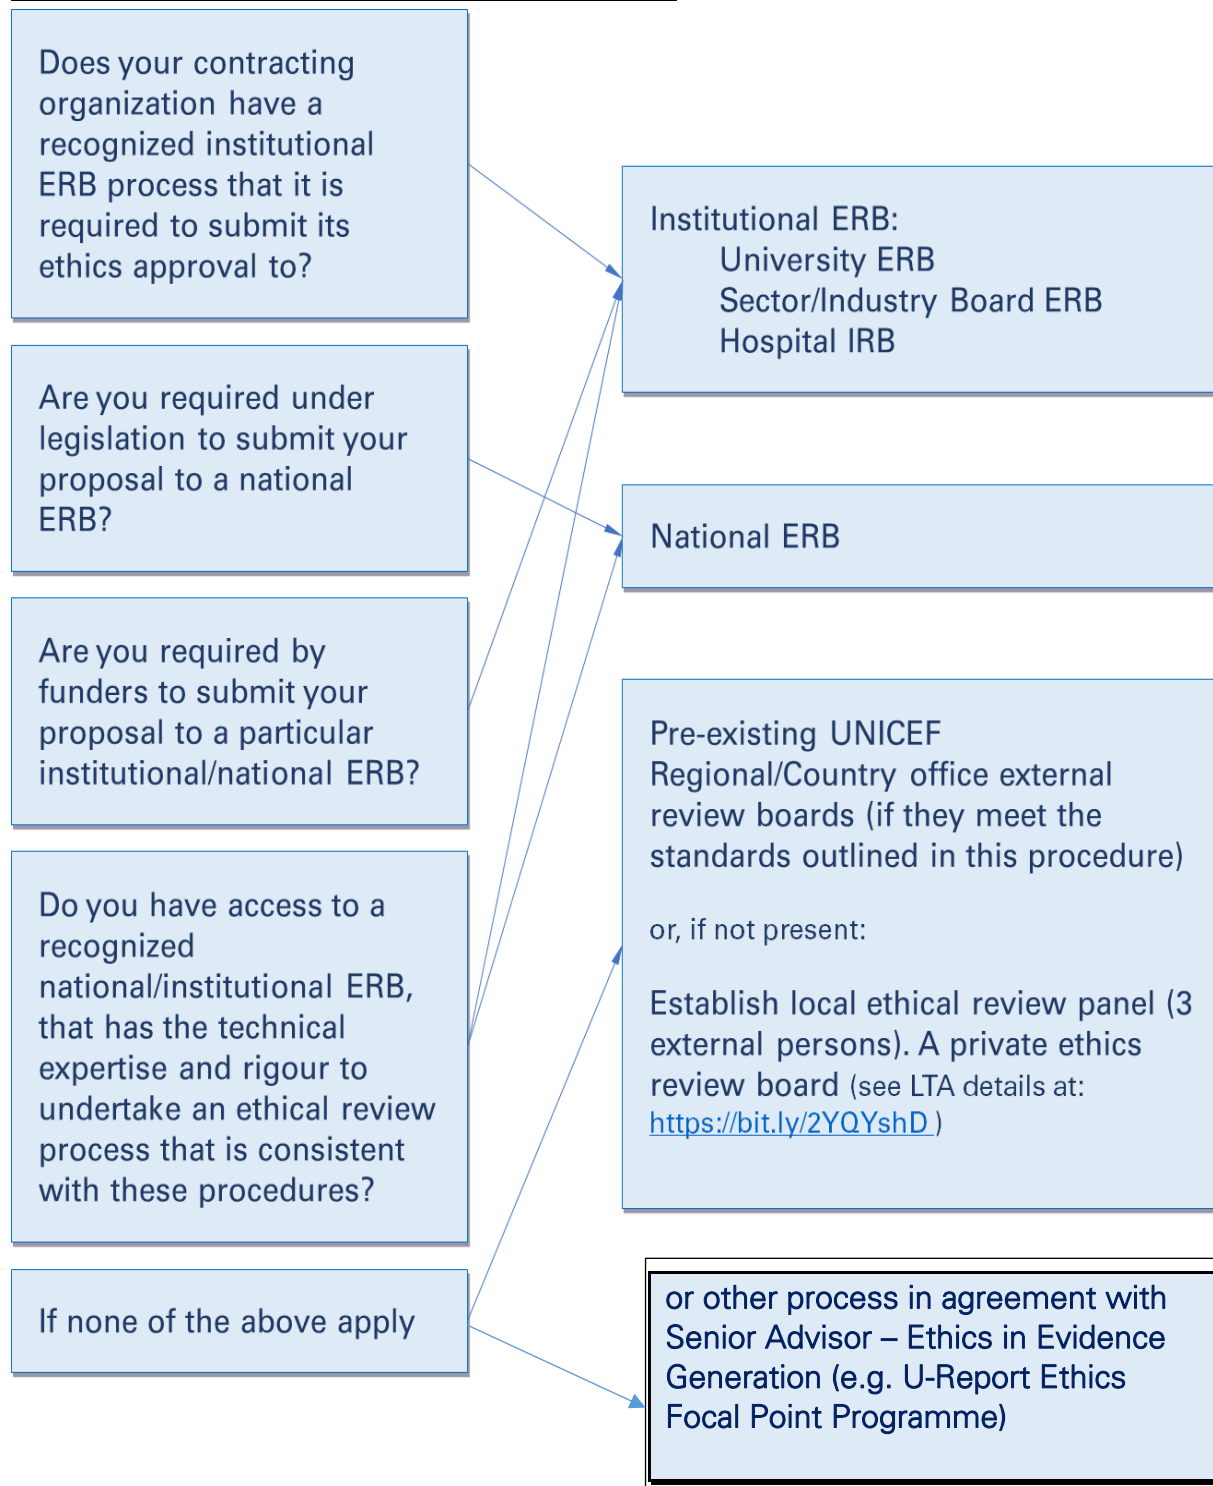 Does your contracting
organization have a
recognized institutional
ERB process that it is
required to submit its
ethics approval to?
Are you required under
legislation to submit your
proposal to a national
ERB?
Are you required by
funders to submit your
proposal to a particular
institutional/national ERB?
Do you have access to a
recognized
national/institutional ERB,
that has the technical
expertise and rigour to
undertake an ethical review
process that is consistent
with these procedures?
If none of the above apply
Institutional ERB:
University ERB
Sector/Industry Board ERB
Hospital IRB
National ERB
Pre-existing UNICEF
Regional/Country office external
review boards (if they meet the
standards outlined in this procedure)
or, if not present:
Establish local ethical review panel (3
external persons). A private ethics
review board (see LTA details at:
https://bit.ly/2YQYshD )
or other process in agreement with
Senior Advisor – Ethics in Evidence
Generation (e.g. U-Report Ethics
Focal Point Programme)